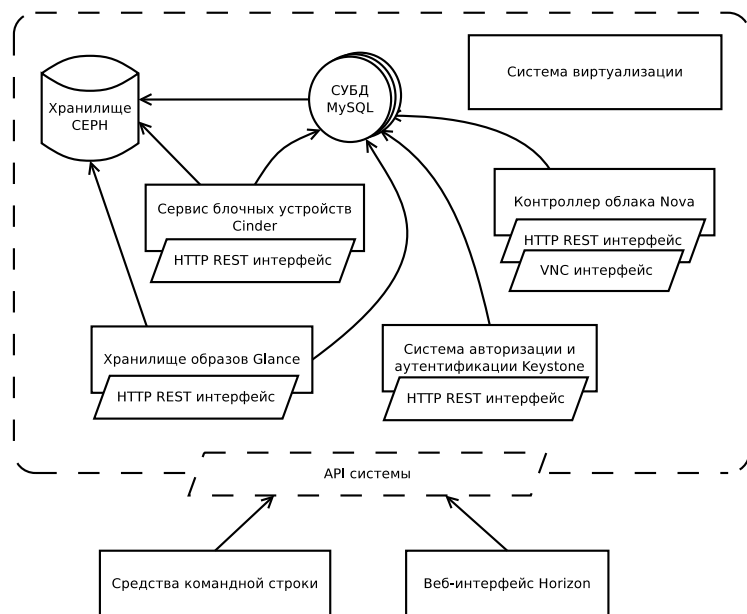 Хранилище
CEPH
СУБД
MySQL
Система виртуализации
Сервис блочных устройств
Cinder
HTTP REST интерфейс
Контроллер облака Nova
HTTP REST интерфейс
VNC интерфейс
Хранилище образов Glance
HTTP REST интерфейс
Система авторизации и
аутентификации Keystone
HTTP REST интерфейс
API системы
Средства командной строки
Веб-интерфейс Horizon